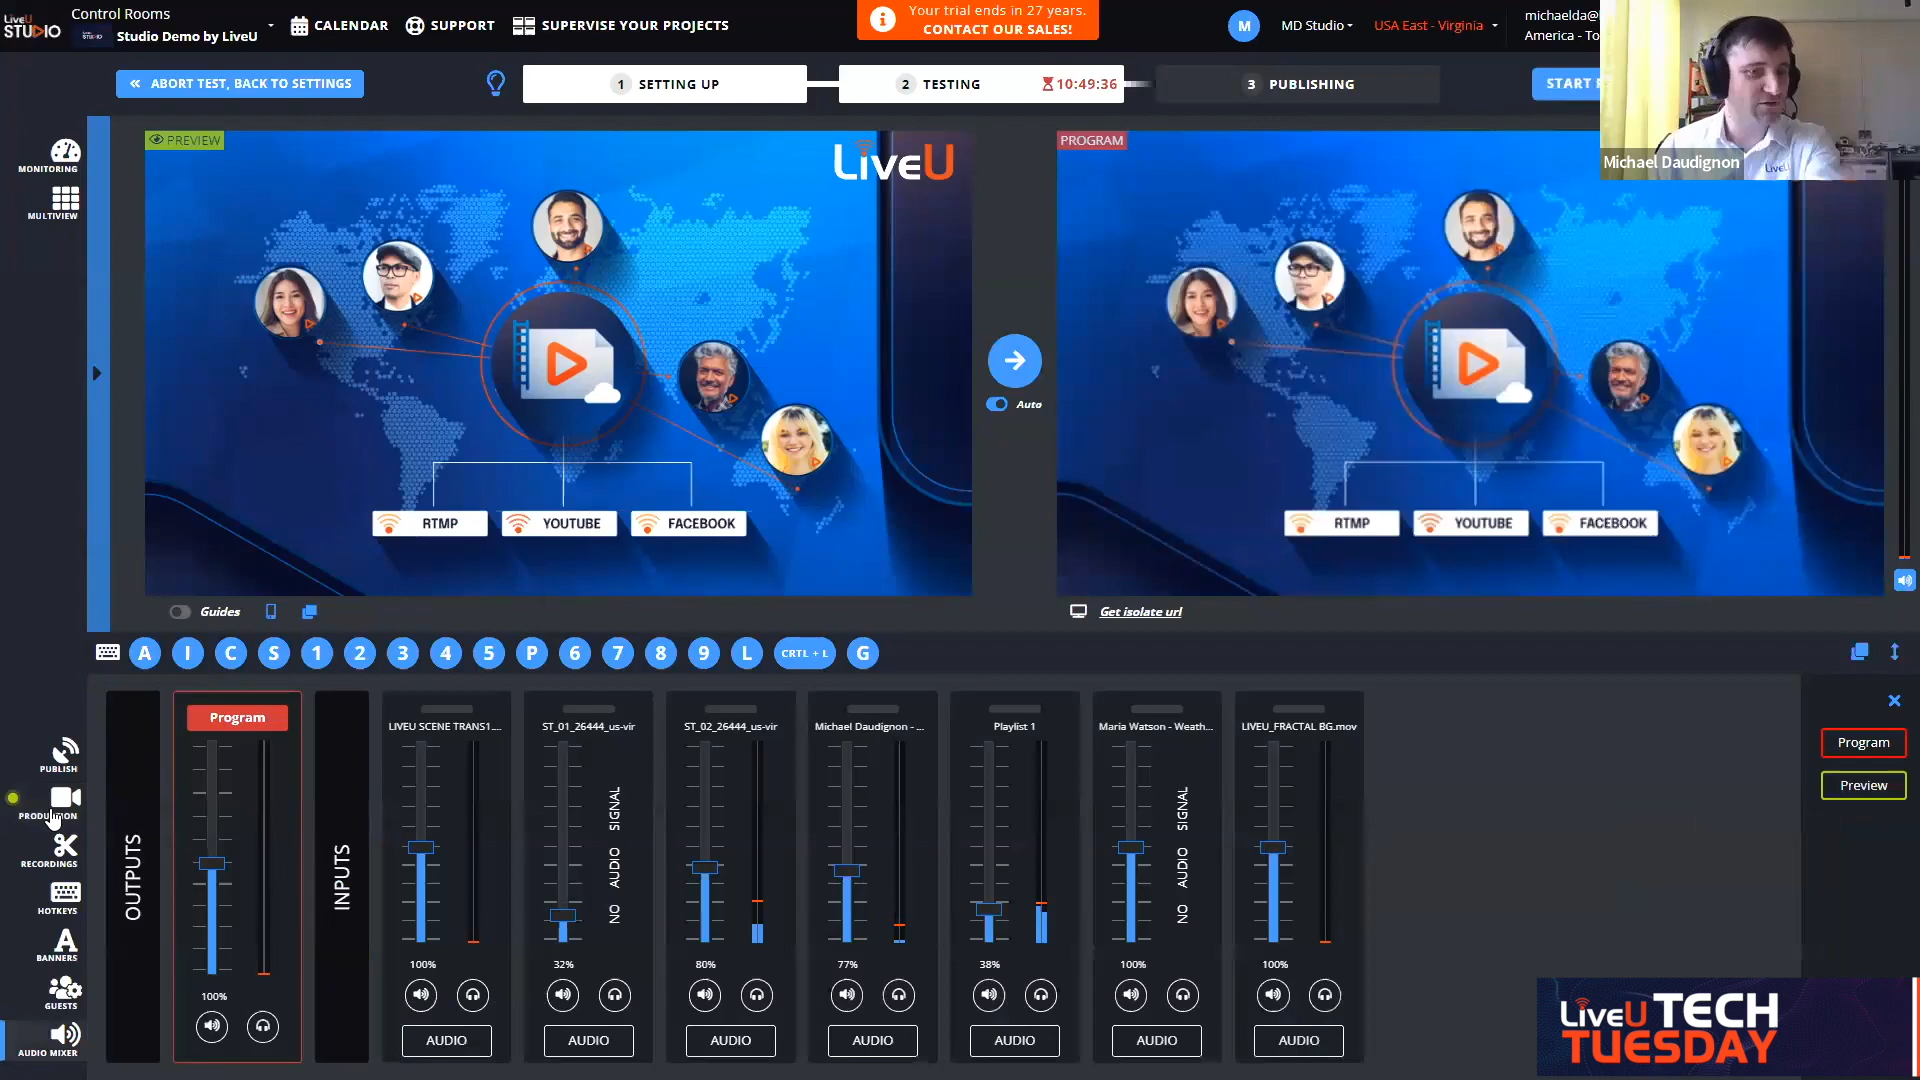 LiveU
STUDIO
Control Rooms
Studio Demo by LiveU
CALENDAR
SUPPORT
SUPERVISE YOUR PROJECTS
Your trial ends in 27 years.
CONTACT OUR SALES!
M
MD Studio
USA East - Virginia
michaelda@
America - To
« ABORT TEST, BACK TO SETTINGS
1 SETTING UP
2 TESTING
10:49:36
3 PUBLISHING
START
Michael Daudignon
LiveU
MONITORING
MULTIVIEW
PREVIEW
LiveU
RTMP
YOUTUBE
FACEBOOK
Auto
PROGRAM
RTMP
YOUTUBE
FACEBOOK
Guides
Get isolate url
A
I
C
S
1
2
3
4
5
P
6
7
8
9
L
CRTL + L
G
PUBLISH
PRODUCTION
RECORDINGS
HOTKEYS
BANNERS
GUESTS
AUDIO MIXER
OUTPUTS
Program
100%
INPUTS
LIVEU SCENE TRANS1....
100%
AUDIO
ST_01_26444_us-vir
NO AUDIO SIGNAL
32%
AUDIO
ST_02_26444_us-vir
80%
AUDIO
Michael Daudignon - ...
77%
AUDIO
Playlist 1
38%
AUDIO
Maria Watson - Weath...
NO AUDIO SIGNAL
100%
AUDIO
LIVEU_FRACTAL BG.mov
100%
AUDIO
Program
Preview
LiveU TECH
TUESDAY